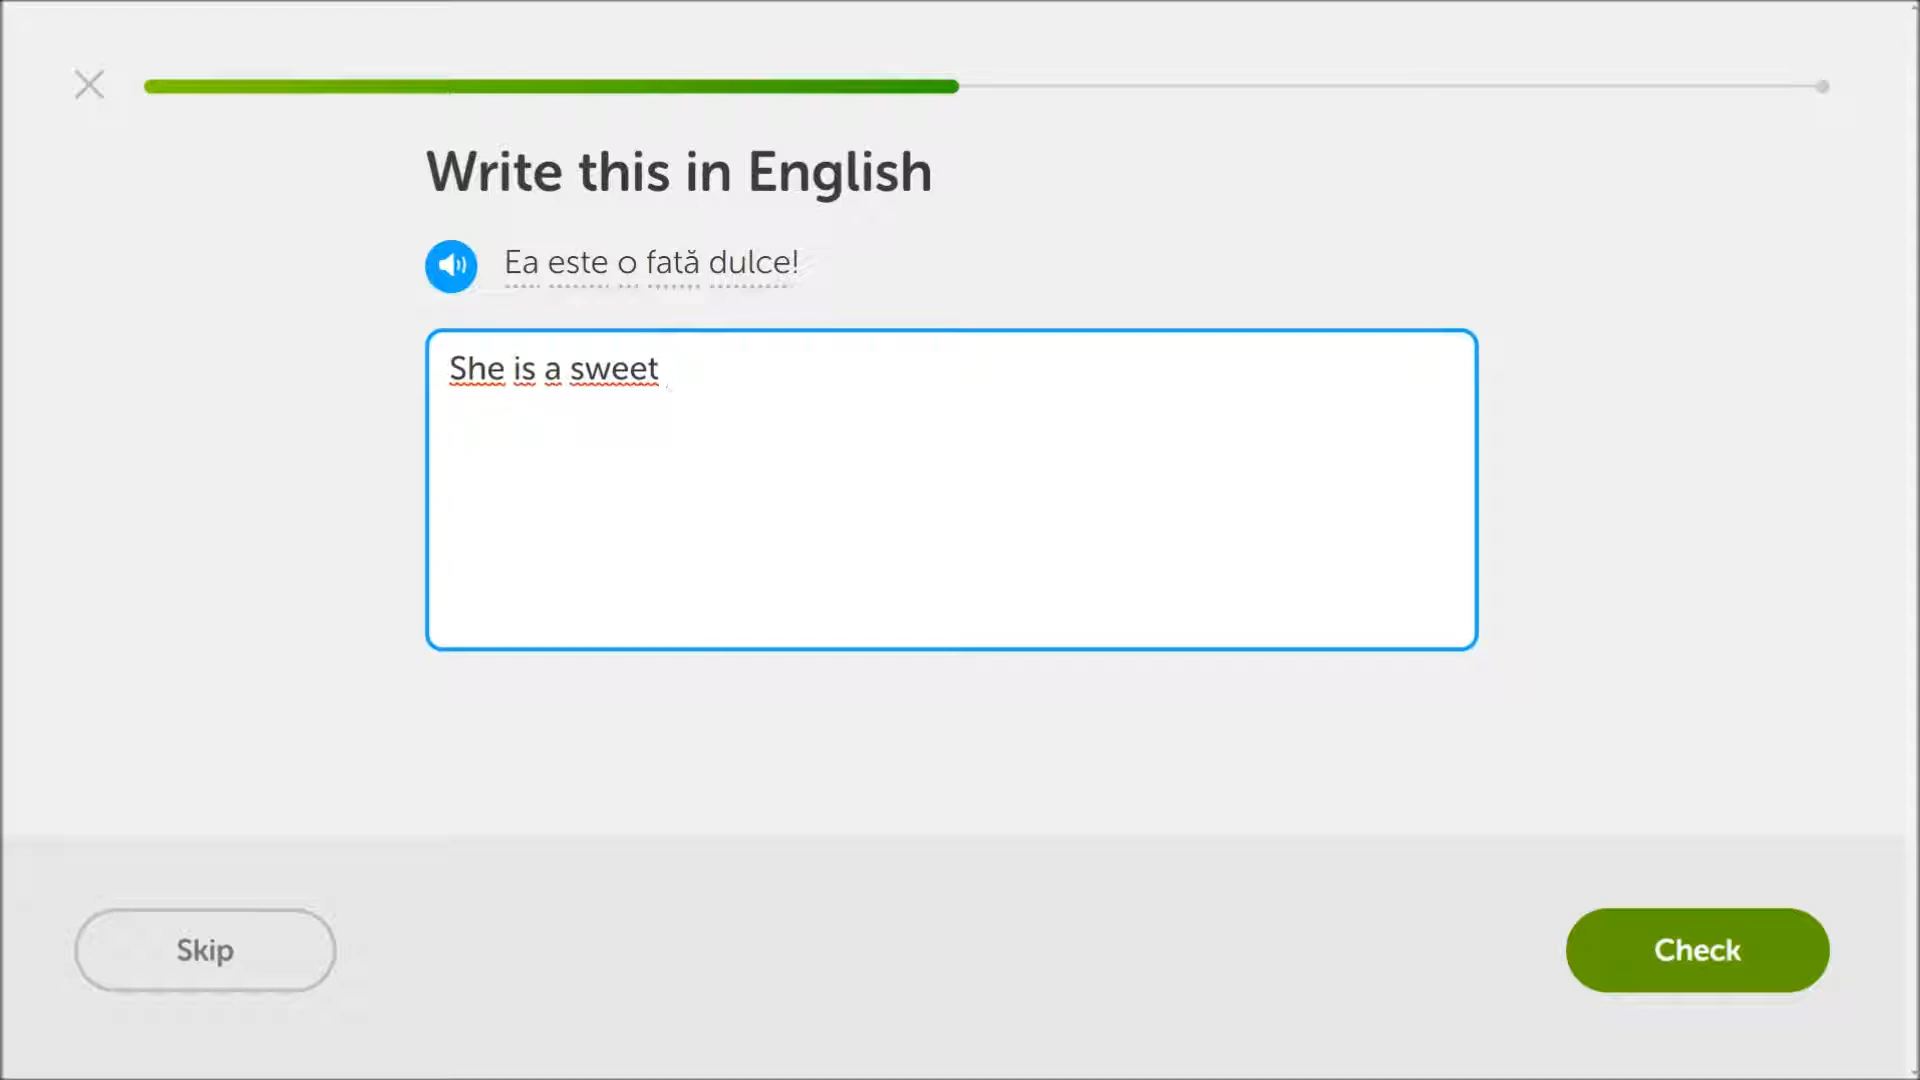 Write this in English
Ea este o fată dulce!
She is a sweet
Skip
Check